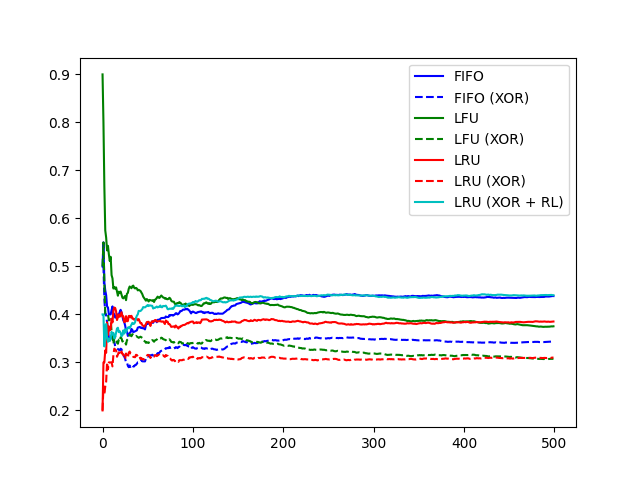 0.9
0.8
0.7
0.6
0.5
0.4
0.3
0.2
0
100
200
300
400
500
FIFO
FIFO (XOR)
LFU
LFU (XOR)
LRU
LRU (XOR)
LRU (XOR + RL)